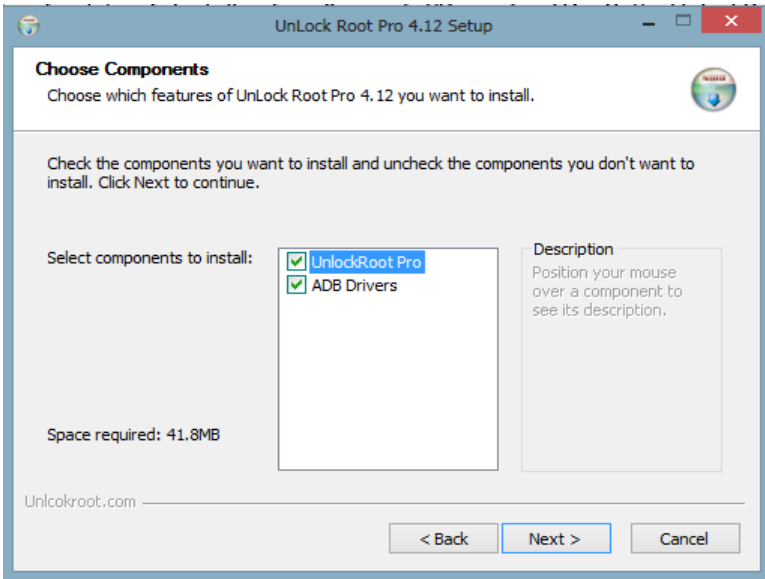 UnLock Root Pro 4.12 Setup
Choose Components
Choose which features of UnLock Root Pro 4.12 you want to install.
Check the components you want to install and uncheck the components you don't want to
install. Click Next to continue.
Select components to install:
UnlockRoot Pro
ADB Drivers
Description
Position your mouse
over a component to
see its description.
Space required: 41.8MB
Unlcokroot.com
< Back
Next >
Cancel